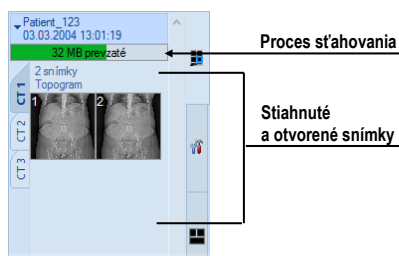 Patient_123
03.03.2004 13:01:19
32 MB prevzaté
Proces sťahovania
CT 1
2 snímky
Topogram
1 2
CT 2
CT 3
Stiahnuté
a otvorené snímky